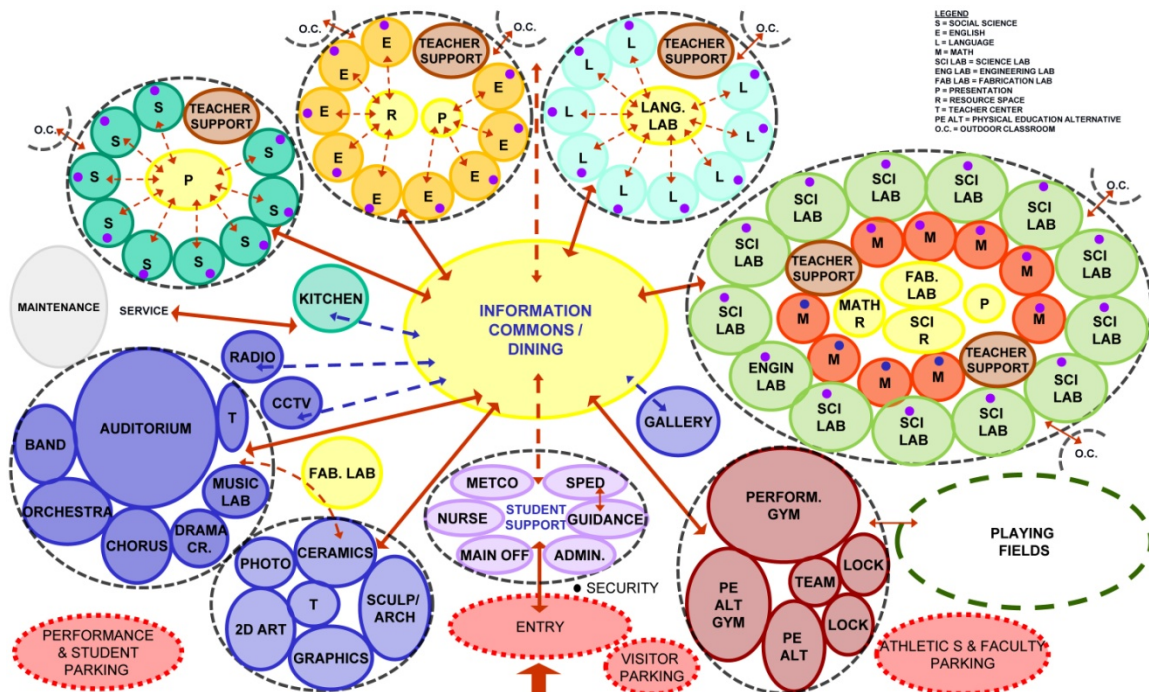 LEGEND
S = SOCIAL SCIENCE
E = ENGLISH
L = LANGUAGE
M = MATH
SCI LAB = SCIENCE LAB
ENG LAB = ENGINEERING LAB
FAB LAB = FABRICATION LAB
P = PRESENTATION
R = RESOURCE SPACE
T = TEACHER CENTER
PE ALT = PHYSICAL EDUCATION ALTERNATIVE
O.C. = OUTDOOR CLASSROOM
O.C.
S
S
S
S
S
S
S
S
S
TEACHER
SUPPORT
P
O.C.
E
E
E
E
E
E
E
E
E
TEACHER
SUPPORT
R
P
O.C.
L
L
L
L
L
L
L
L
L
TEACHER
SUPPORT
LANG.
LAB
O.C.
O.C.
SCI
LAB
SCI
LAB
SCI
LAB
SCI
LAB
SCI
LAB
SCI
LAB
SCI
LAB
SCI
LAB
ENGIN
LAB
SCI
LAB
SCI
LAB
SCI
LAB
SCI
LAB
M
M
M
M
M
M
M
M
M
TEACHER
SUPPORT
FAB.
LAB
MATH
R
SCI
R
P
TEACHER
SUPPORT
O.C.
MAINTENANCE
SERVICE
KITCHEN
INFORMATION
COMMONS /
DINING
RADIO
CCTV
GALLERY
AUDITORIUM
T
BAND
ORCHESTRA
CHORUS
DRAMA
CR.
MUSIC
LAB
FAB. LAB
PHOTO
CERAMICS
T
2D ART
SCULP/
ARCH
GRAPHICS
METCO
SPED
NURSE
STUDENT
SUPPORT
GUIDANCE
MAIN OFF
ADMIN.
SECURITY
ENTRY
VISITOR
PARKING
PERFORM.
GYM
PE
ALT
GYM
TEAM
LOCK
LOCK
PE
ALT
PLAYING
FIELDS
PERFORMANCE
& STUDENT
PARKING
ATHLETIC S & FACULTY
PARKING